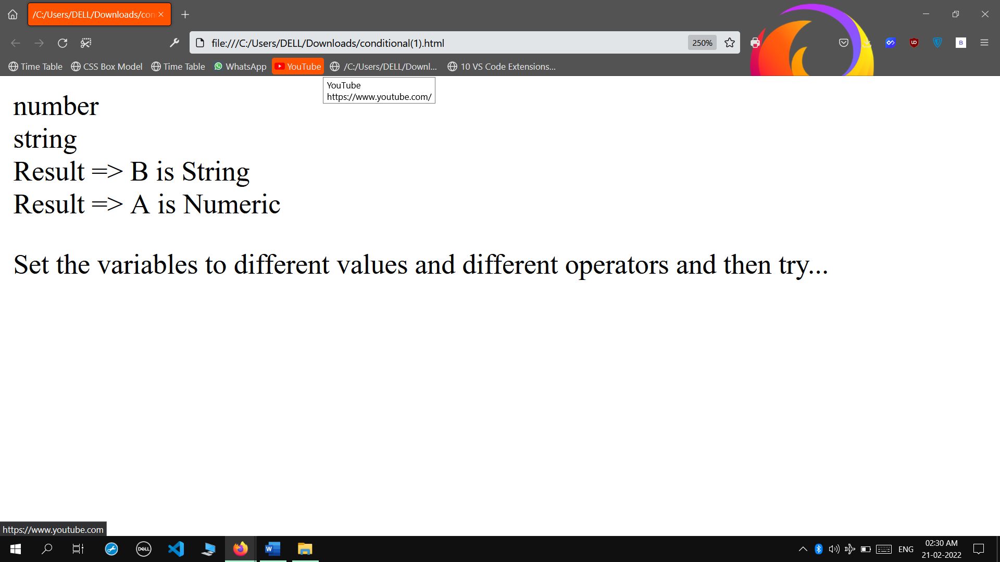 /C:/Users/DELL/Downloads/con
file:///C:/Users/DELL/Downloads/conditional(1).html
250%
Time Table
CSS Box Model
Time Table
WhatsApp
YouTube
/C:/Users/DELL/Downl...
10 VS Code Extensions...
YouTube
https://www.youtube.com/
number
string
Result => B is String
Result => A is Numeric
Set the variables to different values and different operators and then try...
https://www.youtube.com
DELL
W
ENG
02:30 AM
21-02-2022